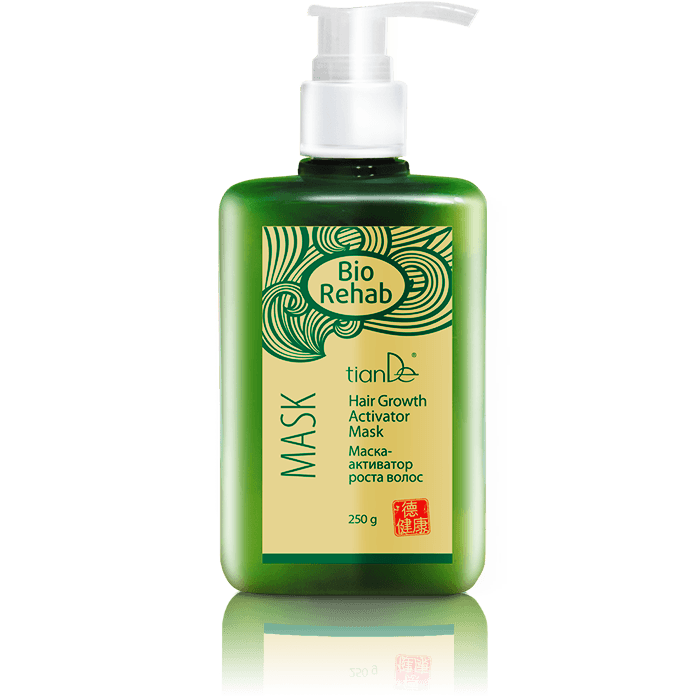 Bio
Rehab
MASK
tianDe®
Hair Growth
Activator
Mask
Маска-
активатор
роста волос
250 g
德
健康